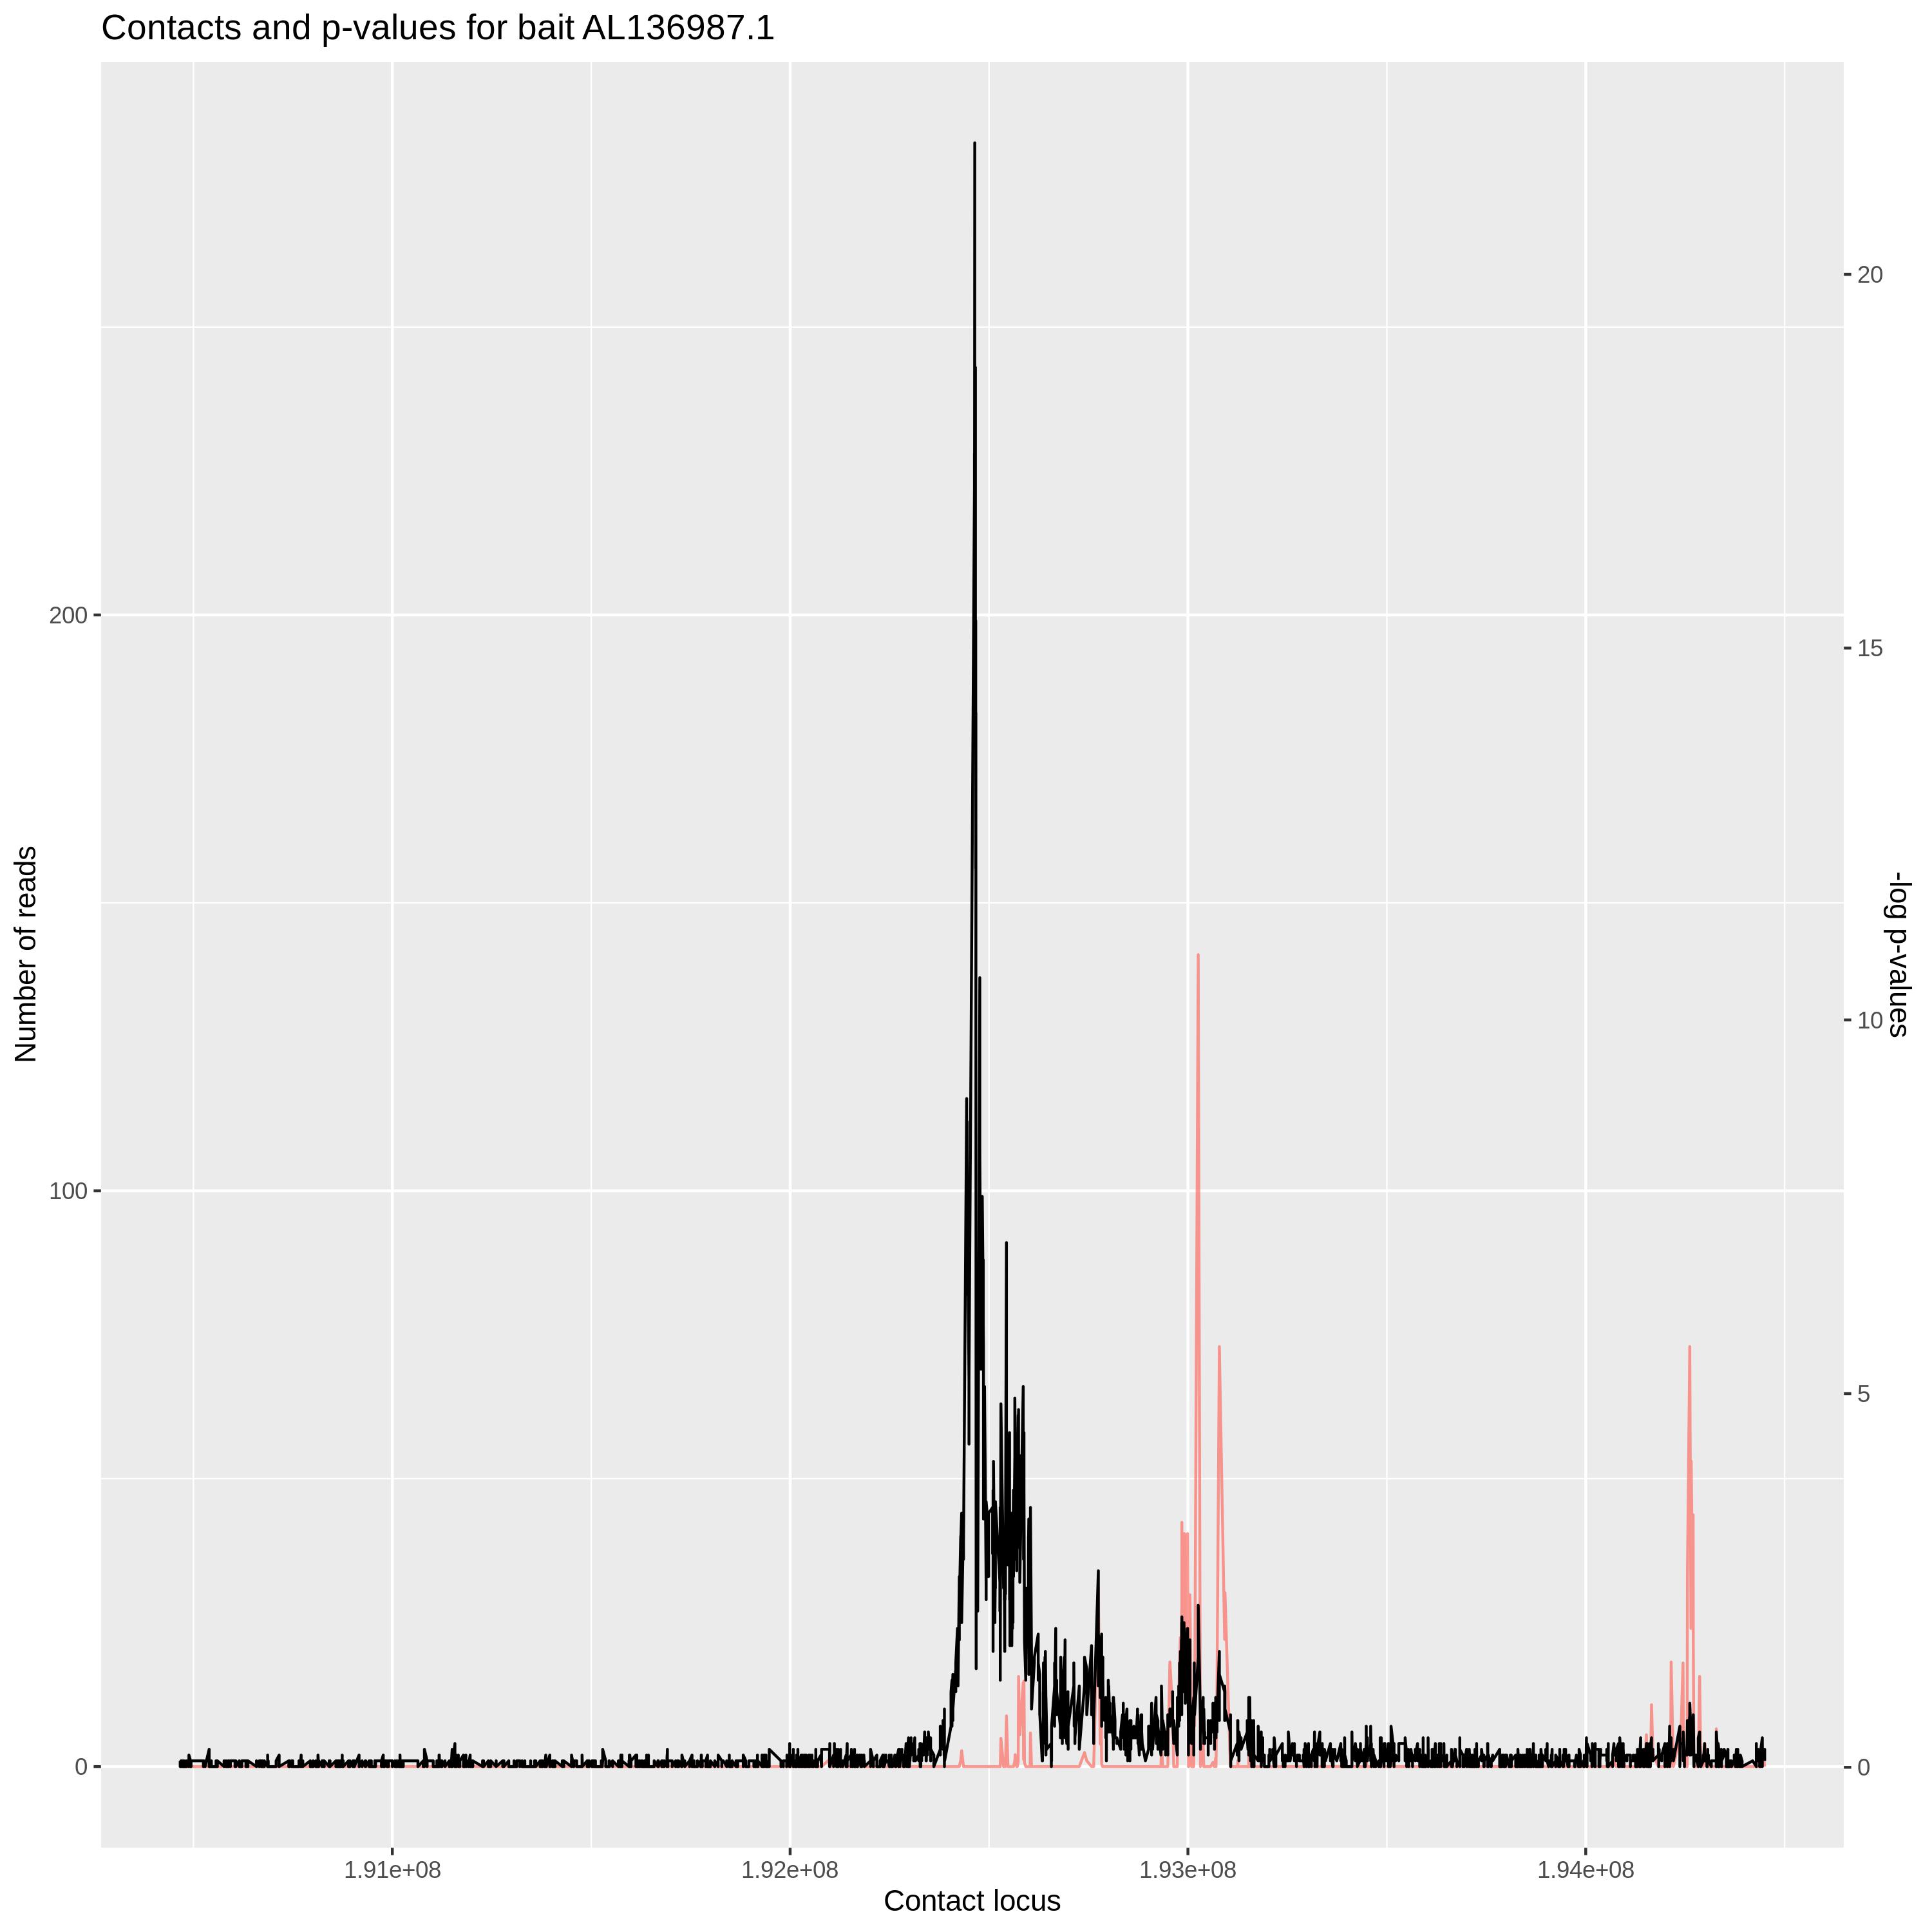 Contacts and p-values for bait AL136987.1
Number of reads
200
100
0
20
15
10
5
0
-log p-values
1.91e+08
1.92e+08
1.93e+08
1.94e+08
Contact locus